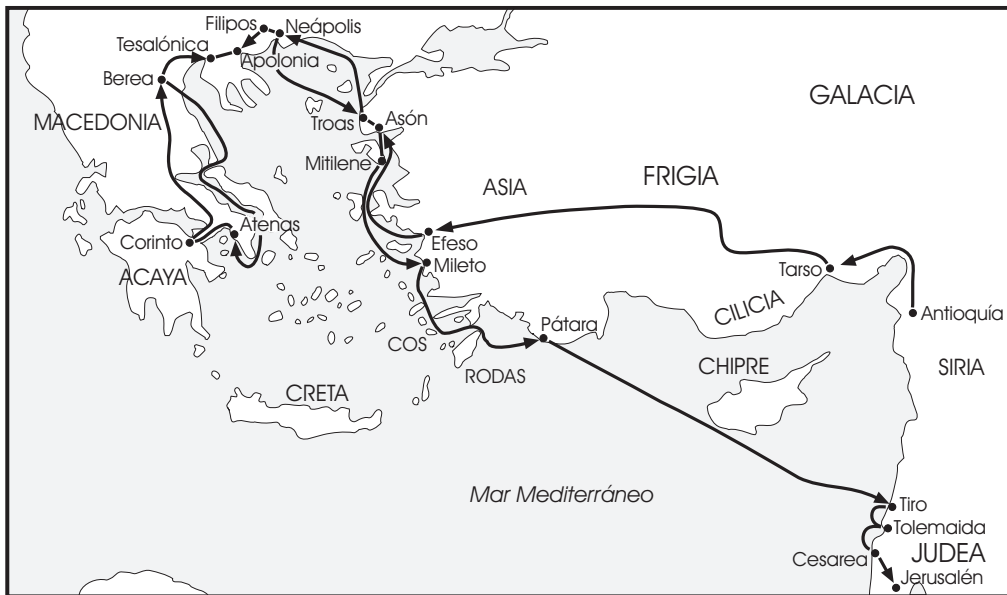 Filipos
Neápolis
Tesalónica
Apolonia
Berea
GALACIA
MACEDONIA
Troas
Asón
Mitilene
FRIGIA
ASIA
Atenas
Corinto
Efeso
Mileto
Tarso
ACAYA
CILICIA
Antioquía
Pátara
COS
RODAS
CHIPRE
SIRIA
CRETA
Mar Mediterráneo
Tiro
Tolemaida
Cesarea
JUDEA
Jerusalén